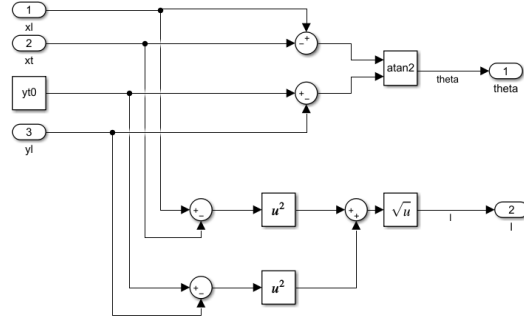 1
xl
2
xt
yt0
3
yl
atan2
theta
1
theta
u²
√u
l
2
l
u²